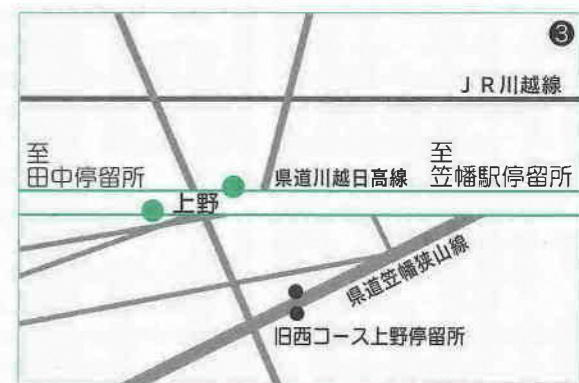 ❸
JR川越線
至
田中停留所
上野
県道川越日高線
至
笠幡駅停留所
県道笠幡狭山線
旧西コース上野停留所